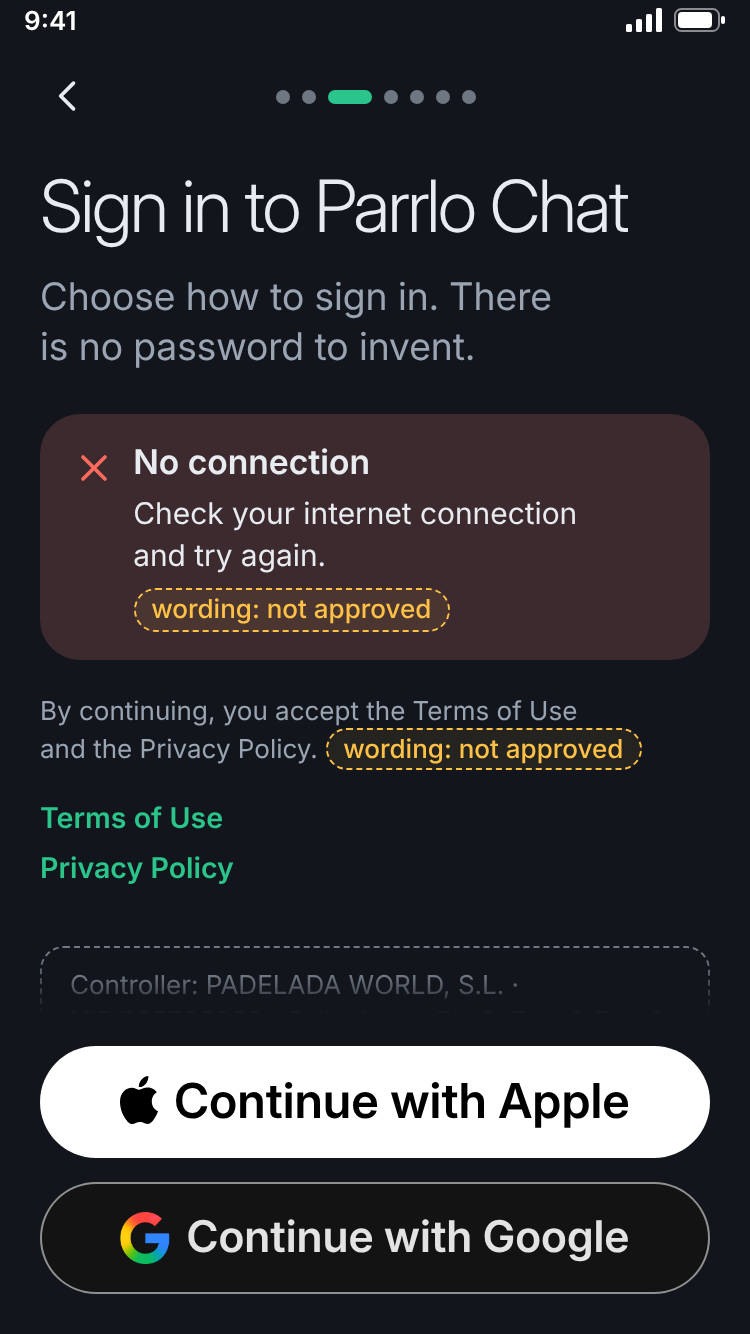 9:41
Sign in to Parrlo Chat
Choose how to sign in. There
is no password to invent.
No connection
Check your internet connection
and try again.
wording: not approved
By continuing, you accept the Terms of Use
and the Privacy Policy. wording: not approved
Terms of Use
Privacy Policy
Controller: PADELADA WORLD, S.L. ·
Continue with Apple
Continue with Google